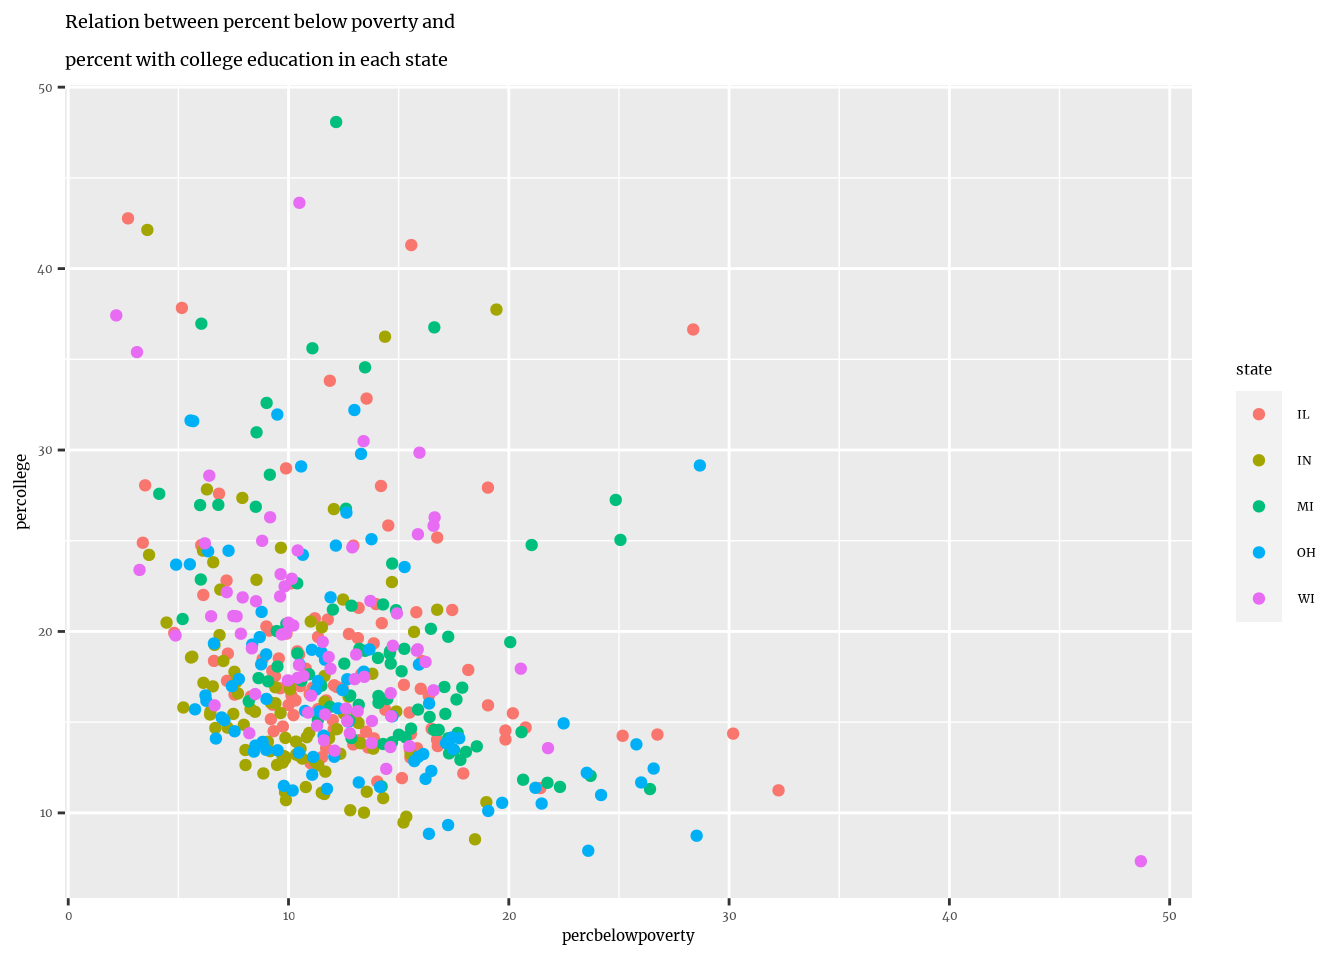 Relation between percent below poverty and
percent with college education in each state
50
40
30
20
10
percollege
0 10 20 30 40 50
percbelowpoverty
state
IL
IN
MI
OH
WI